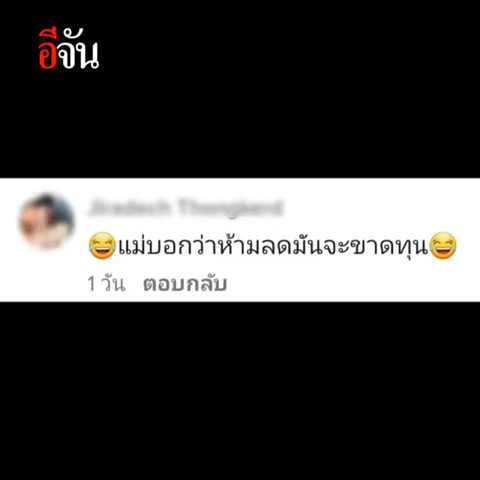 อีจัน
😂แม่บอกว่าห้ามลดมันจะขาดทุน😂
1 วัน ตอบกลับ